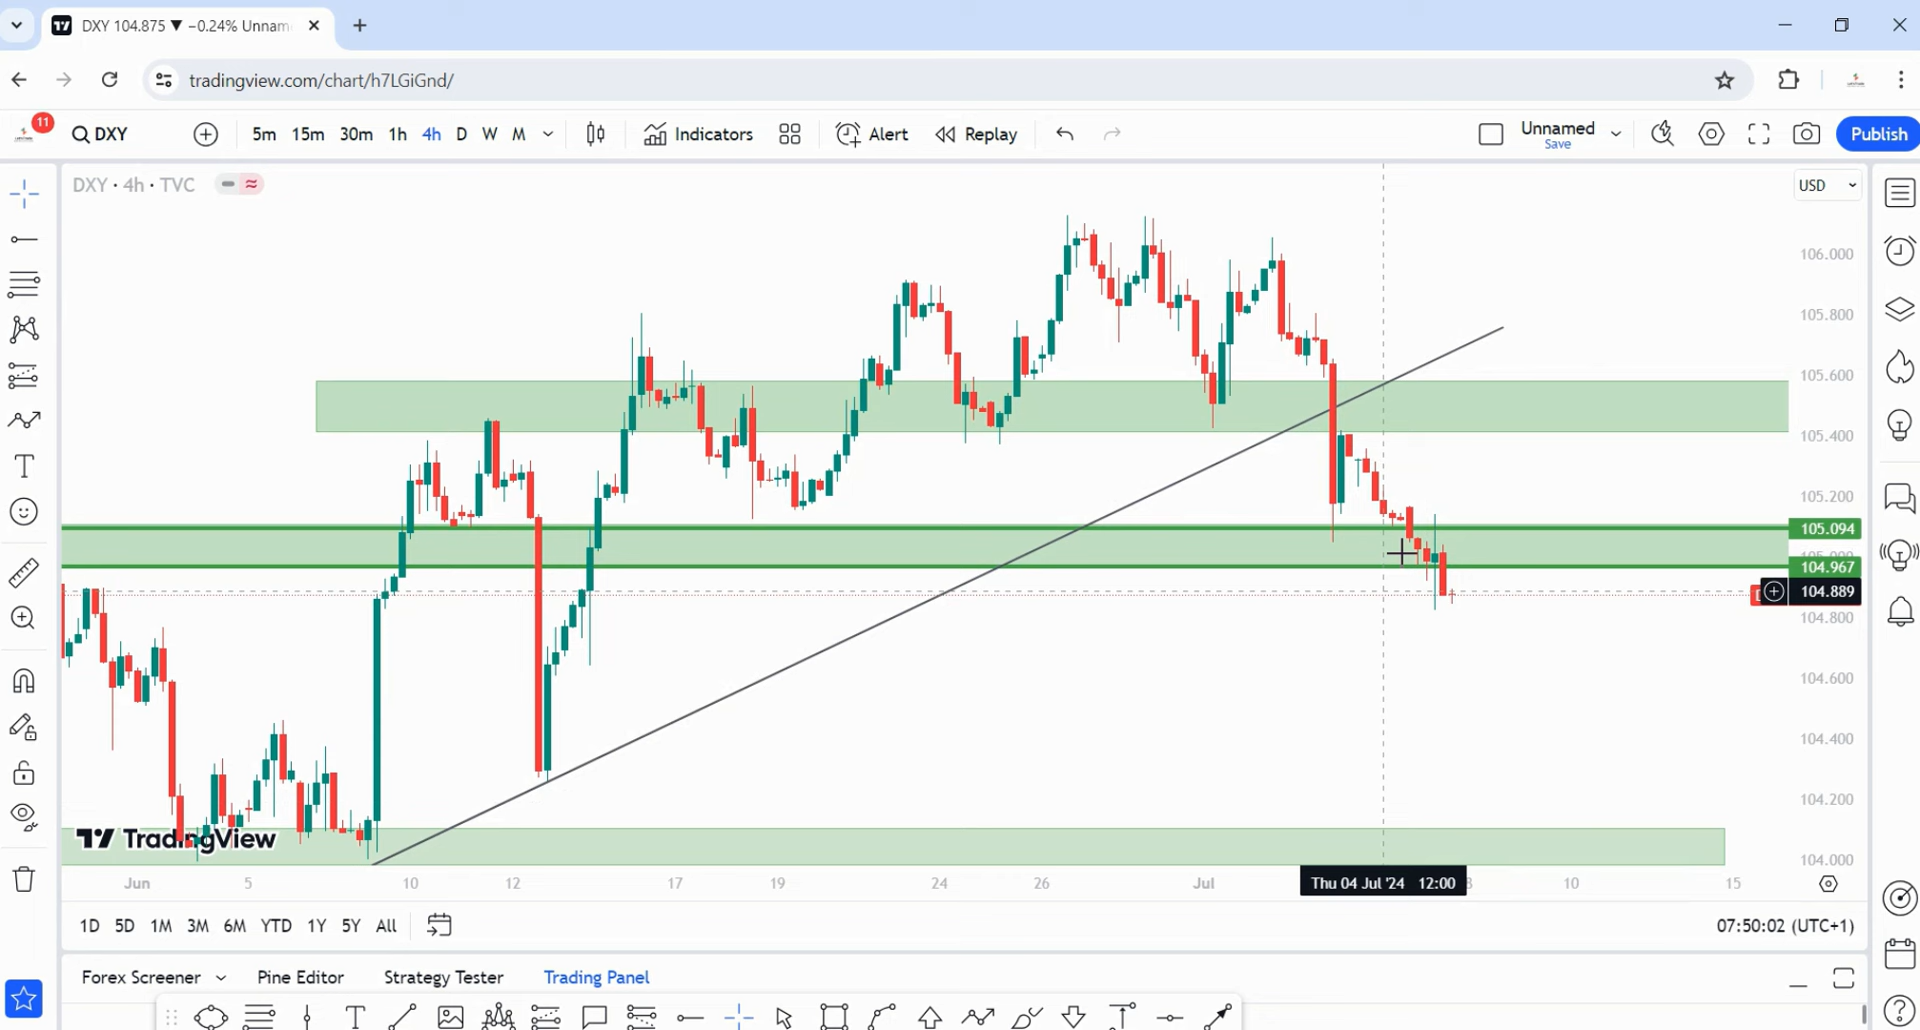 DXY 104.875 ▼ −0.24% Unnam
tradingview.com/chart/h7LGiGnd/
11
DXY
5m 15m 30m 1h 4h D W M
Indicators
Alert
Replay
Unnamed
Save
Publish
DXY · 4h · TVC
USD
106.000
105.800
105.600
105.400
105.200
105.094
104.967
104.889
104.800
104.600
104.400
104.200
104.000
TradingView
Jun 5 10 12 17 19 24 26 Jul Thu 04 Jul '24 12:00 10 15
1D 5D 1M 3M 6M YTD 1Y 5Y All
07:50:02 (UTC+1)
Forex Screener Pine Editor Strategy Tester Trading Panel